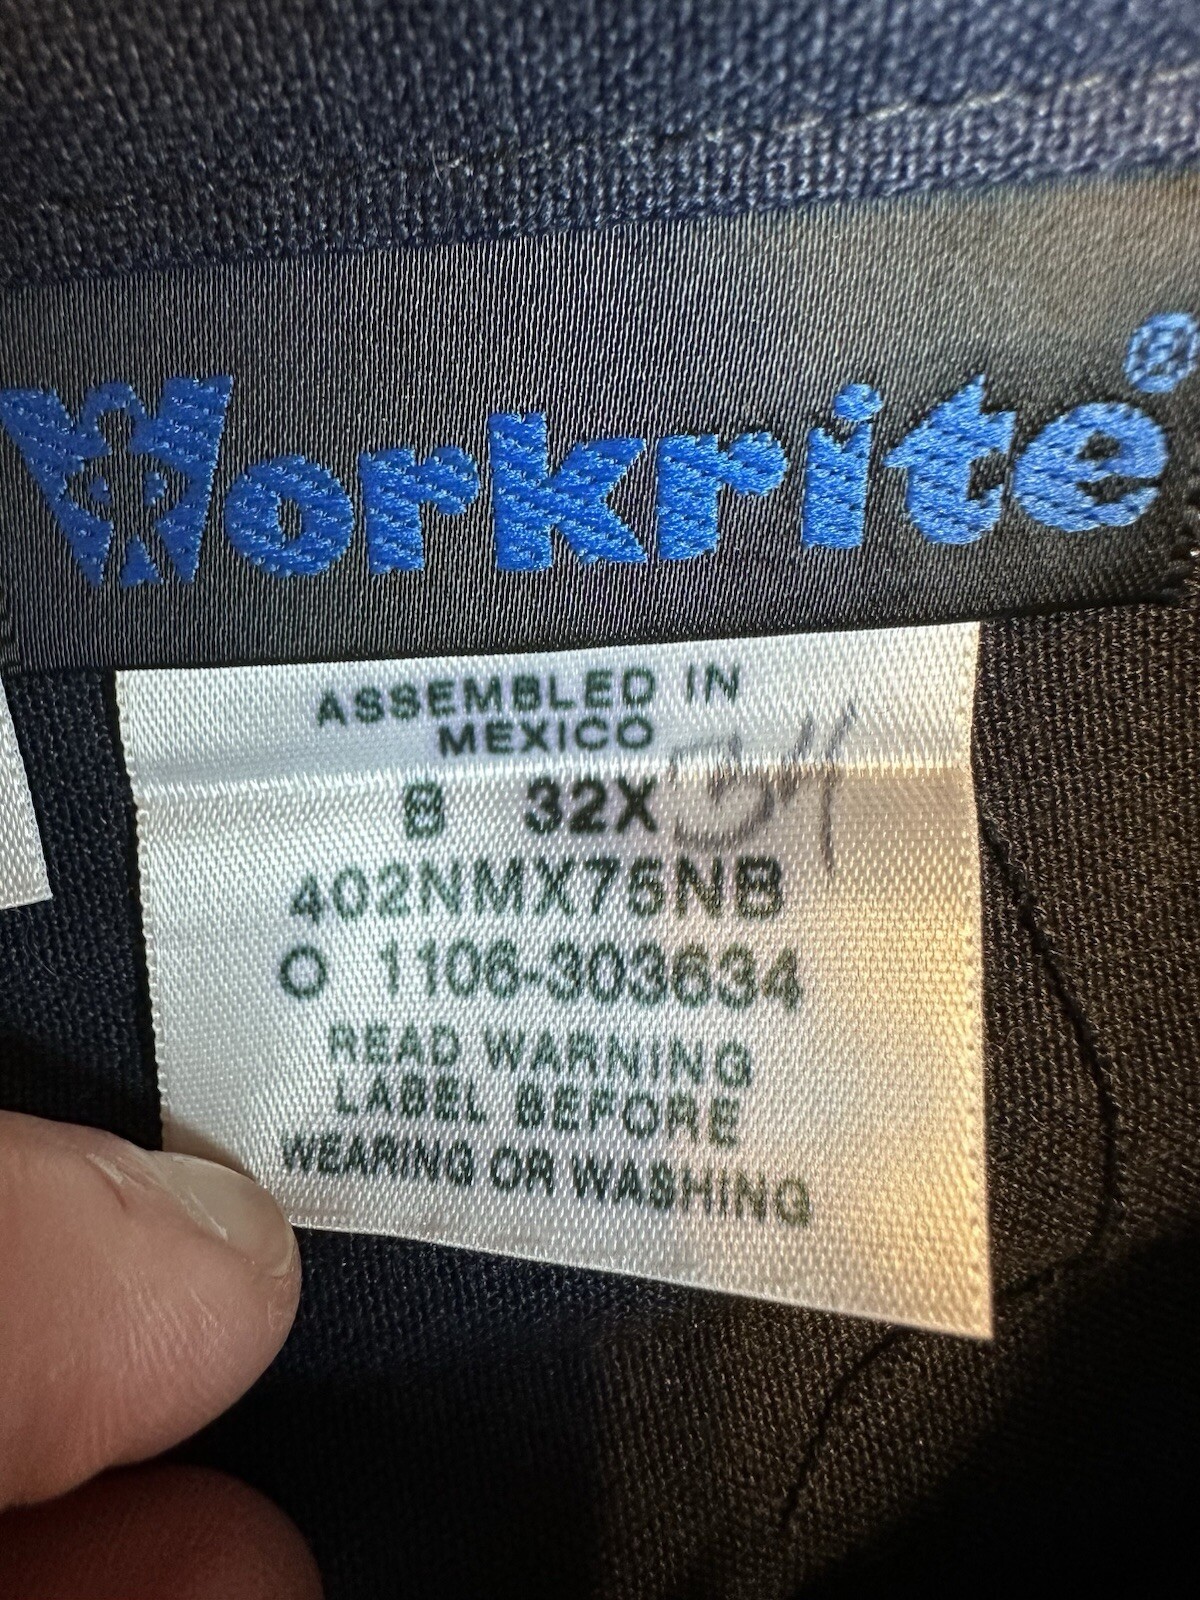 Workrite®
ASSEMBLED IN
MEXICO
8 32X 34
402NMX75NB
O 1106-303634
READ WARNING
LABEL BEFORE
WEARING OR WASHING